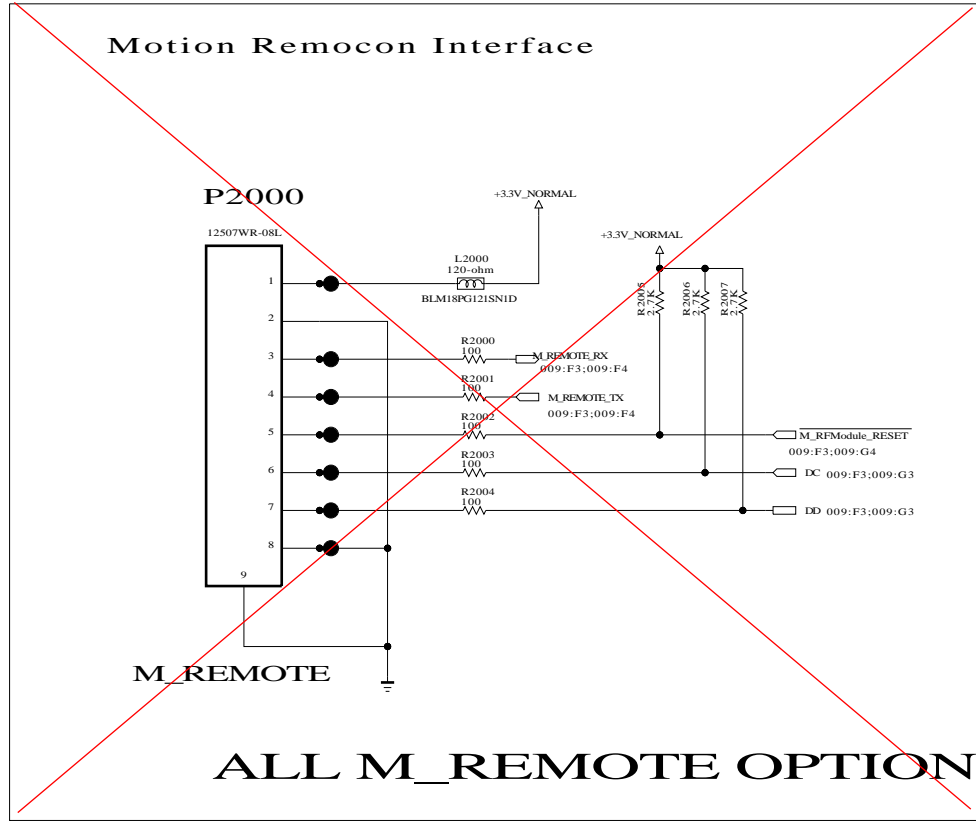 Motion Remocon Interface
P2000
12507WR-08L
+3.3V_NORMAL
+3.3V_NORMAL
L2000
120-ohm
BLM18PG121SN1D
1
2
3
4
5
6
7
8
9
R2000
100
M_REMOTE_RX
009:F3;009:F4
R2001
100
M_REMOTE_TX
009:F3;009:F4
R2002
100
R2003
100
R2004
100
R2005
2.7K
R2006
2.7K
R2007
2.7K
M_RFModule_RESET
009:F3;009:G4
DC 009:F3;009:G3
DD 009:F3;009:G3
M_REMOTE
ALL M_REMOTE OPTION